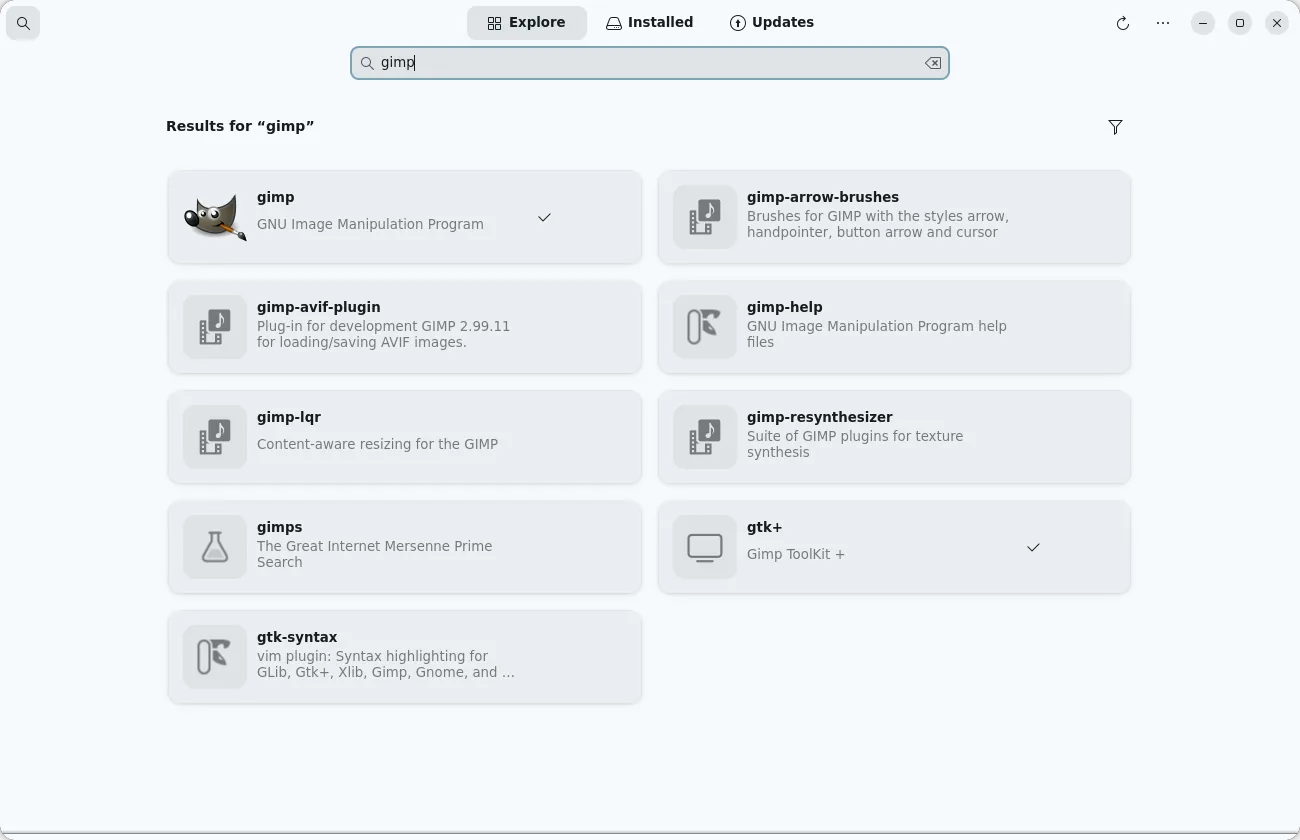 Explore
Installed
Updates
gimp
Results for “gimp”
gimp
GNU Image Manipulation Program
gimp-arrow-brushes
Brushes for GIMP with the styles arrow,
handpointer, button arrow and cursor
gimp-avif-plugin
Plug-in for development GIMP 2.99.11
for loading/saving AVIF images.
gimp-help
GNU Image Manipulation Program help
files
gimp-lqr
Content-aware resizing for the GIMP
gimp-resynthesizer
Suite of GIMP plugins for texture
synthesis
gimps
The Great Internet Mersenne Prime
Search
gtk+
Gimp ToolKit +
gtk-syntax
vim plugin: Syntax highlighting for
GLib, Gtk+, Xlib, Gimp, Gnome, and ...